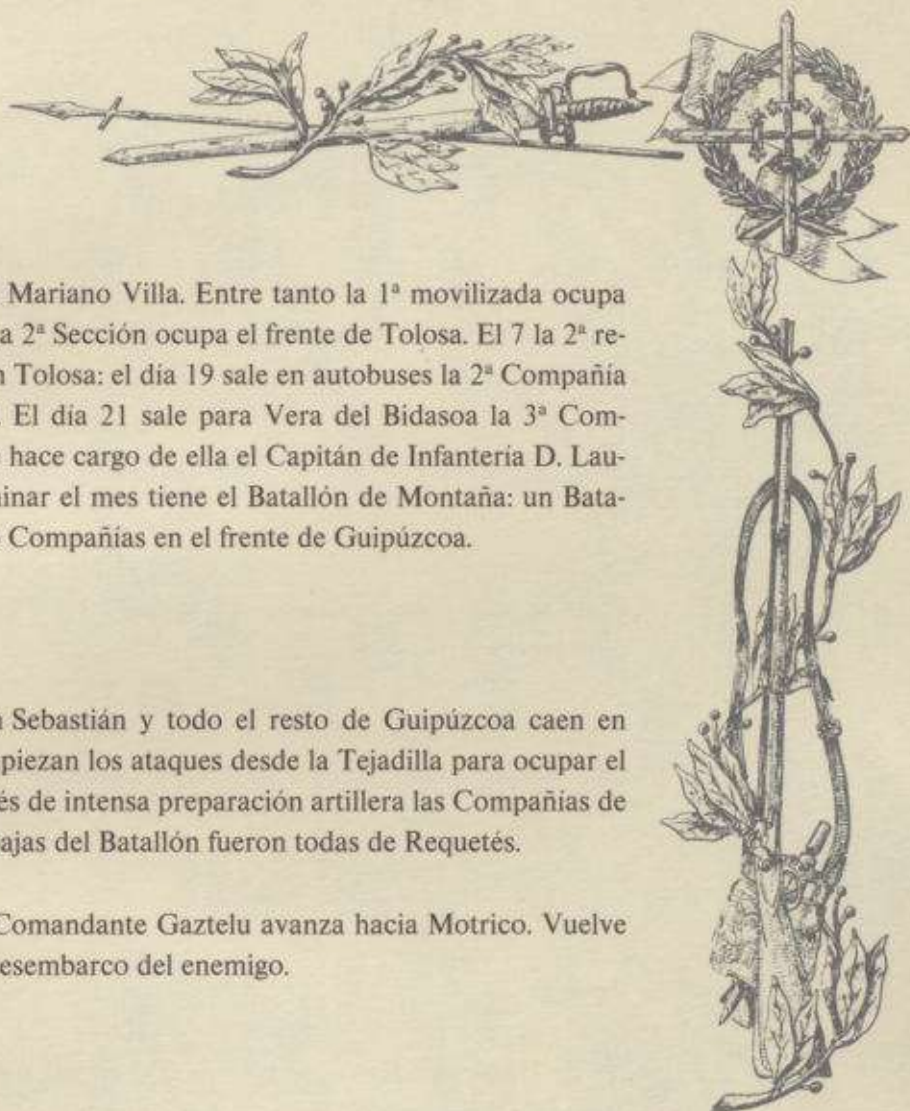 Mariano Villa. Entre tanto la 1ª movilizada ocupa
a 2ª Sección ocupa el frente de Tolosa. El 7 la 2ª re-
n Tolosa: el día 19 sale en autobuses la 2ª Compañía
. El día 21 sale para Vera del Bidasoa la 3ª Com-
hace cargo de ella el Capitán de Infantería D. Lau-
ninar el mes tiene el Batallón de Montaña: un Bata-
Compañías en el frente de Guipúzcoa.
Sebastián y todo el resto de Guipúzcoa caen en
piezan los ataques desde la Tejadilla para ocupar el
és de intensa preparación artillera las Compañías de
ajas del Batallón fueron todas de Requetés.
Comandante Gaztelu avanza hacia Motrico. Vuelve
esembarco del enemigo.